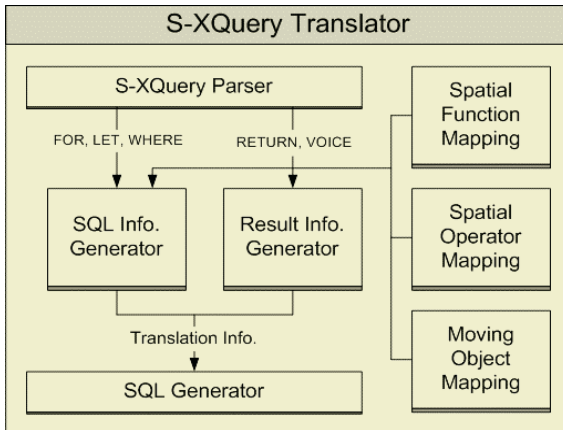 S-XQuery Translator
S-XQuery Parser
FOR, LET, WHERE
RETURN, VOICE
SQL Info.
Generator
Result Info.
Generator
Translation Info.
SQL Generator
Spatial
Function
Mapping
Spatial
Operator
Mapping
Moving
Object
Mapping